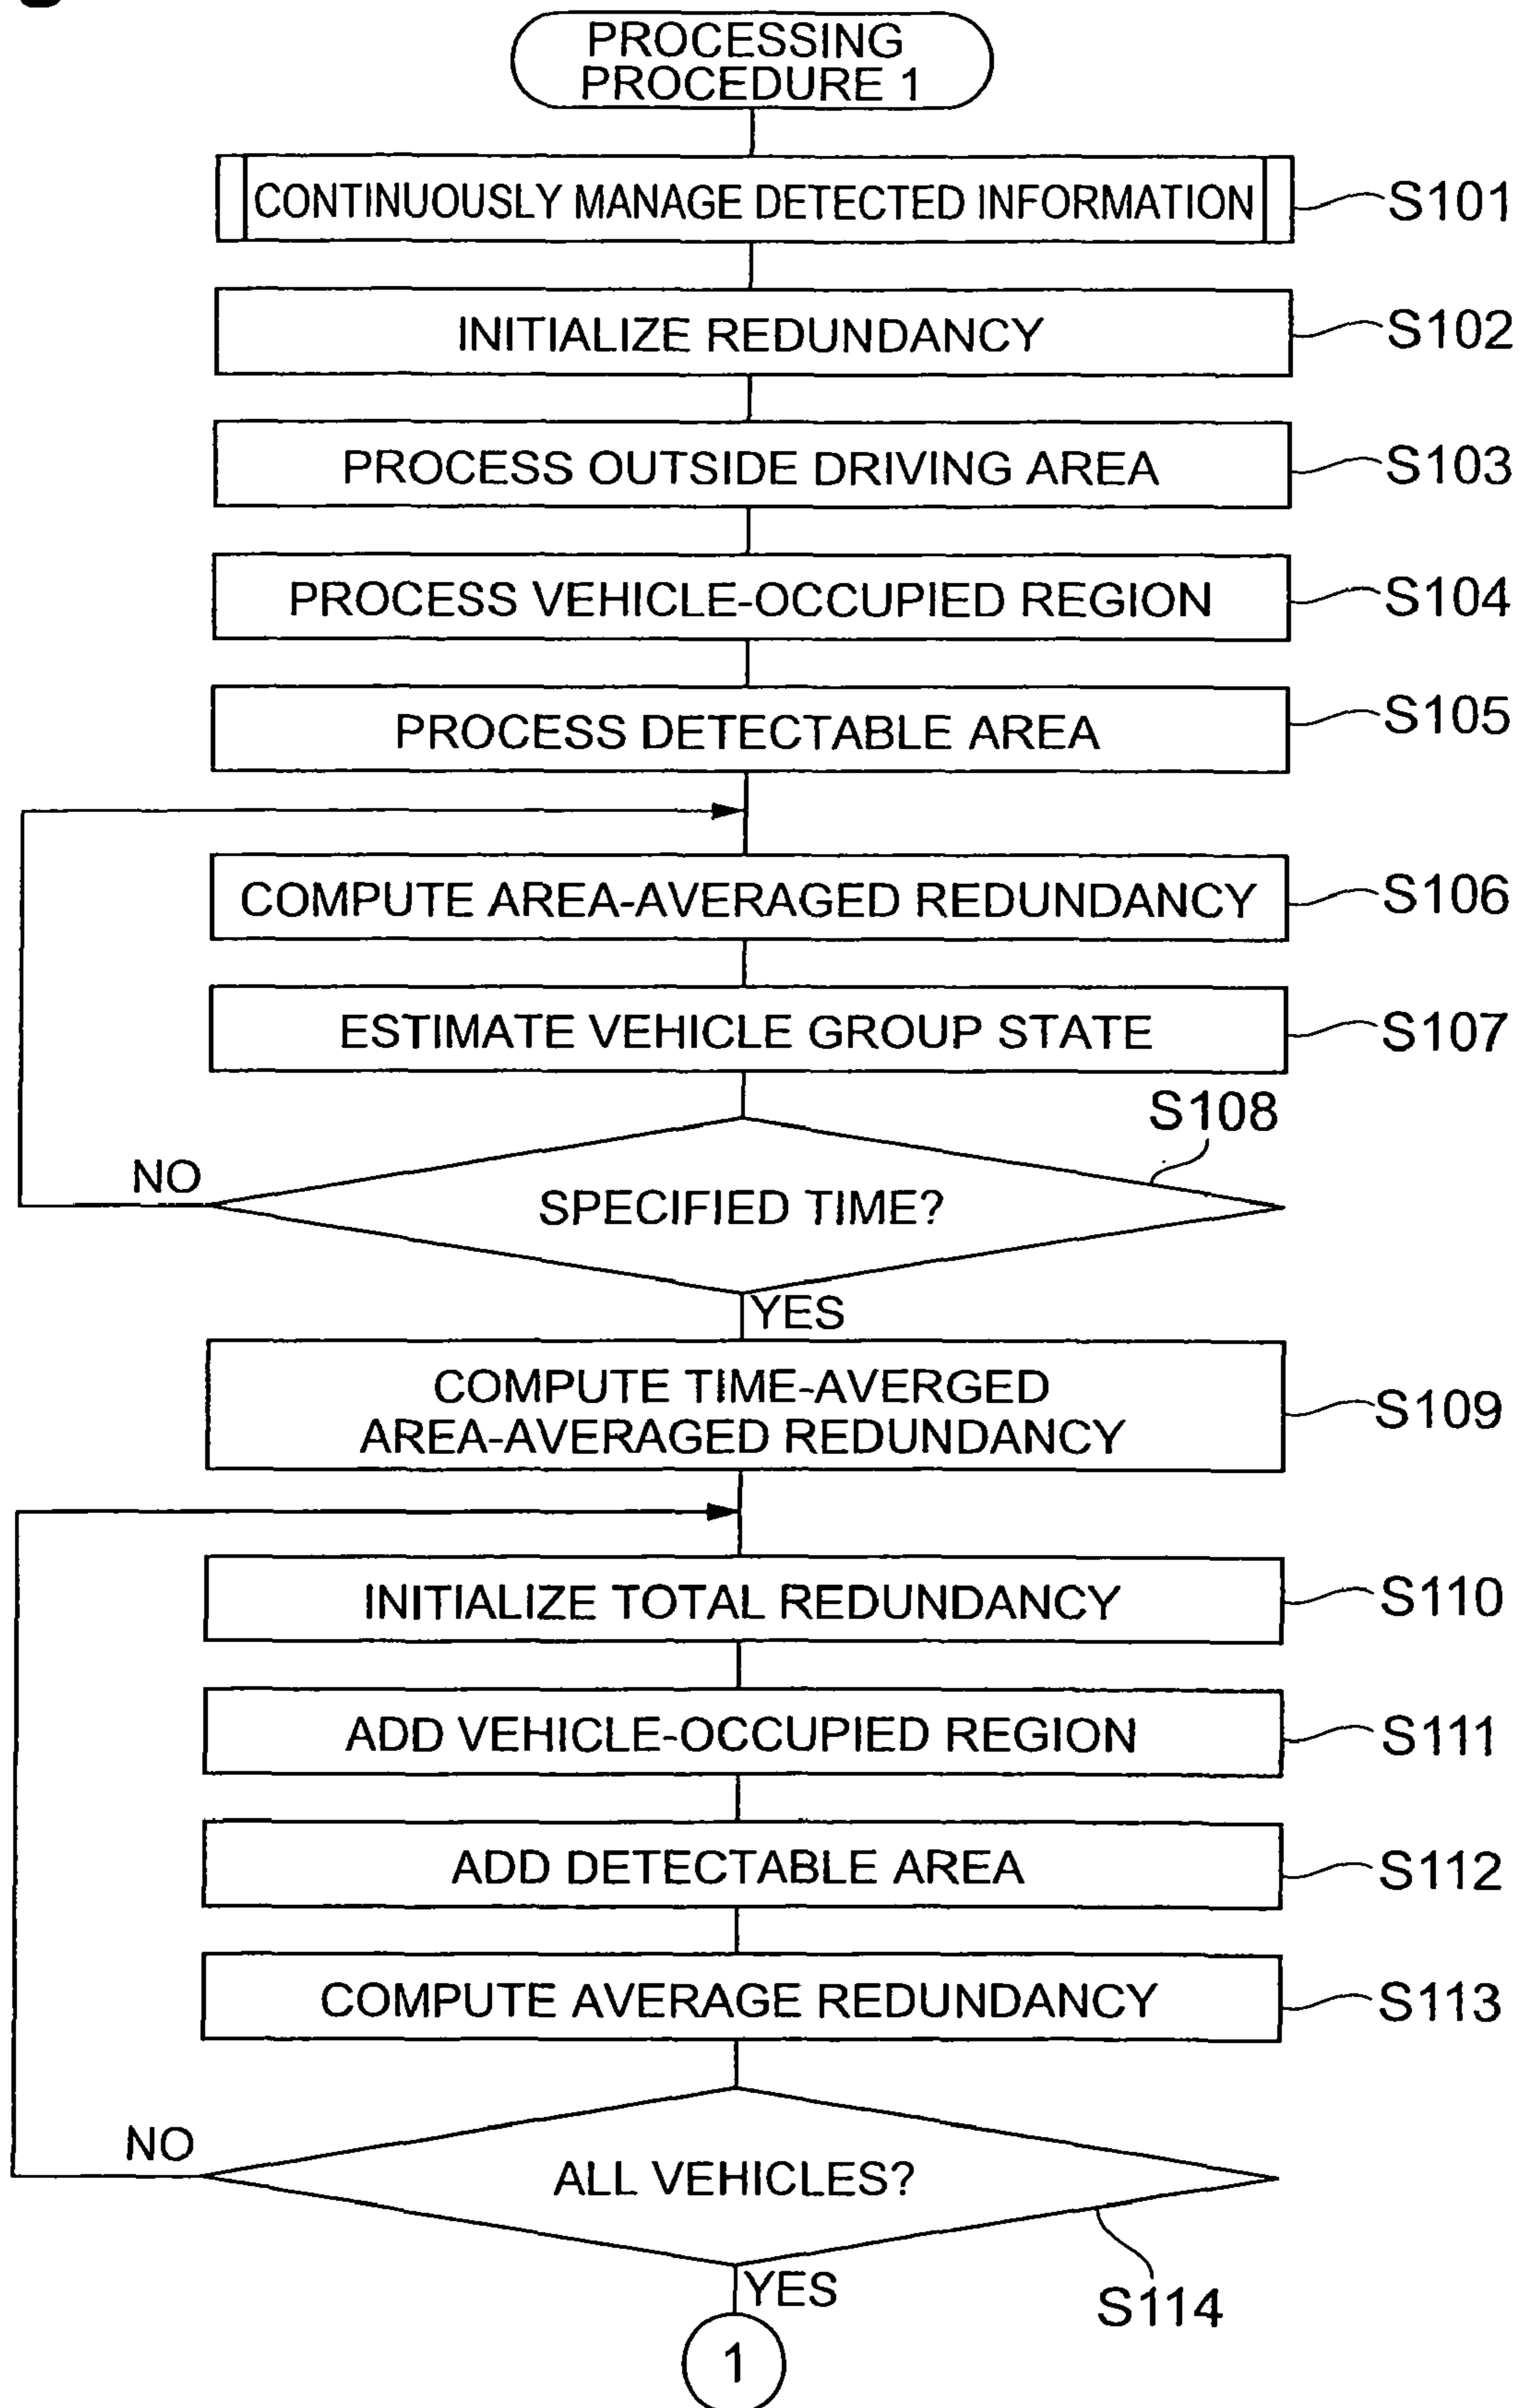 PROCESSING
PROCEDURE 1
CONTINUOUSLY MANAGE DETECTED INFORMATION
S101
INITIALIZE REDUNDANCY
S102
PROCESS OUTSIDE DRIVING AREA
S103
PROCESS VEHICLE-OCCUPIED REGION
S104
PROCESS DETECTABLE AREA
S105
COMPUTE AREA-AVERAGED REDUNDANCY
S106
ESTIMATE VEHICLE GROUP STATE
S107
S108
NO
SPECIFIED TIME?
YES
COMPUTE TIME-AVERGED
AREA-AVERAGED REDUNDANCY
S109
INITIALIZE TOTAL REDUNDANCY
S110
ADD VEHICLE-OCCUPIED REGION
S111
ADD DETECTABLE AREA
S112
COMPUTE AVERAGE REDUNDANCY
S113
NO
ALL VEHICLES?
YES
S114
1